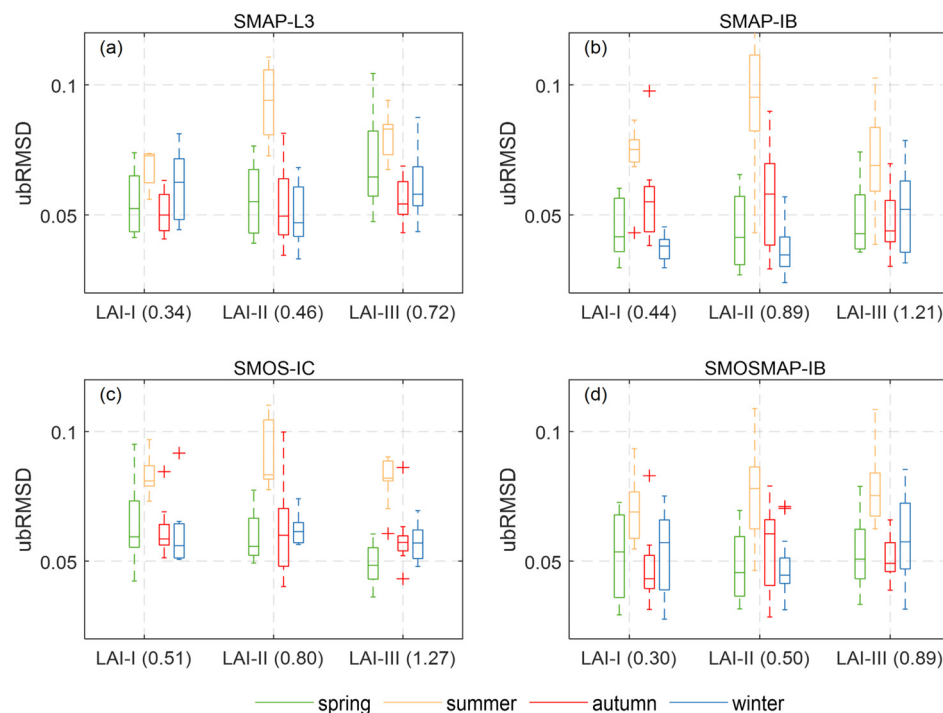 SMAP-L3
SMAP-IB
(a)
(b)
0.1
0.1
ubRMSD
ubRMSD
0.05
0.05
LAI-I (0.34) LAI-II (0.46) LAI-III (0.72)
LAI-I (0.44) LAI-II (0.89) LAI-III (1.21)
SMOS-IC
SMOSMAP-IB
(c)
(d)
0.1
0.1
ubRMSD
ubRMSD
0.05
0.05
LAI-I (0.51) LAI-II (0.80) LAI-III (1.27)
LAI-I (0.30) LAI-II (0.50) LAI-III (0.89)
spring summer autumn winter